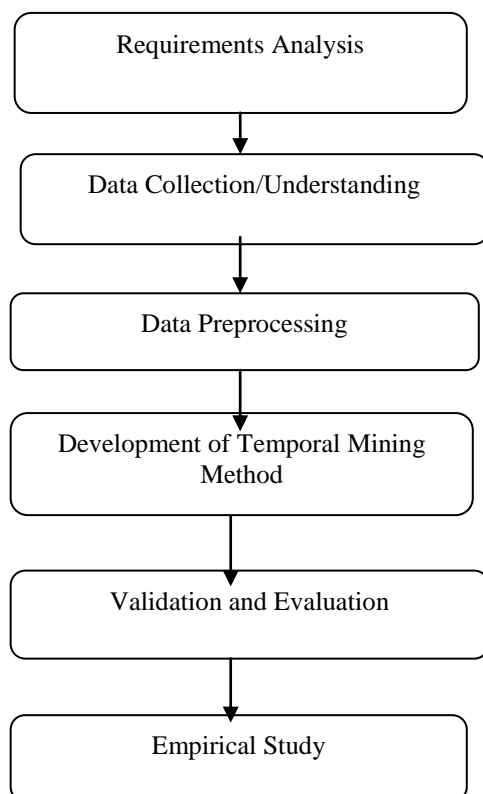 Requirements Analysis
Data Collection/Understanding
Data Preprocessing
Development of Temporal Mining
Method
Validation and Evaluation
Empirical Study